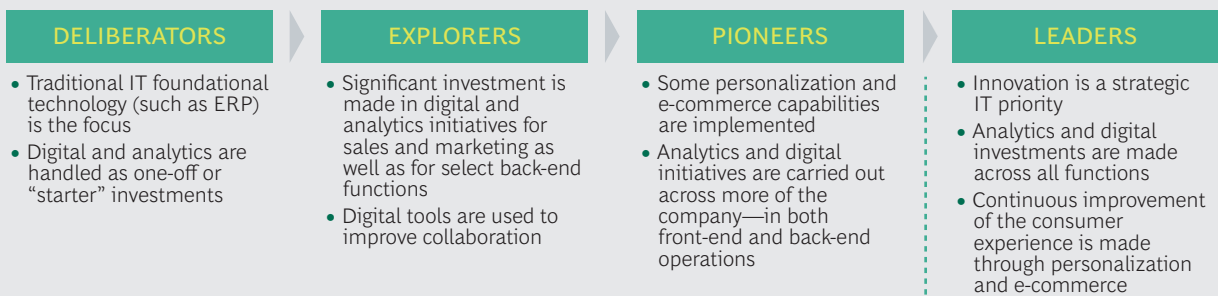 DELIBERATORS
• Traditional IT foundational
technology (such as ERP)
is the focus
• Digital and analytics are
handled as one-off or
“starter” investments
EXPLORERS
• Significant investment is
made in digital and
analytics initiatives for
sales and marketing as
well as for select back-end
functions
• Digital tools are used to
improve collaboration
PIONEERS
• Some personalization and
e-commerce capabilities
are implemented
• Analytics and digital
initiatives are carried out
across more of the
company—in both
front-end and back-end
operations
LEADERS
• Innovation is a strategic
IT priority
• Analytics and digital
investments are made
across all functions
• Continuous improvement
of the consumer
experience is made
through personalization
and e-commerce